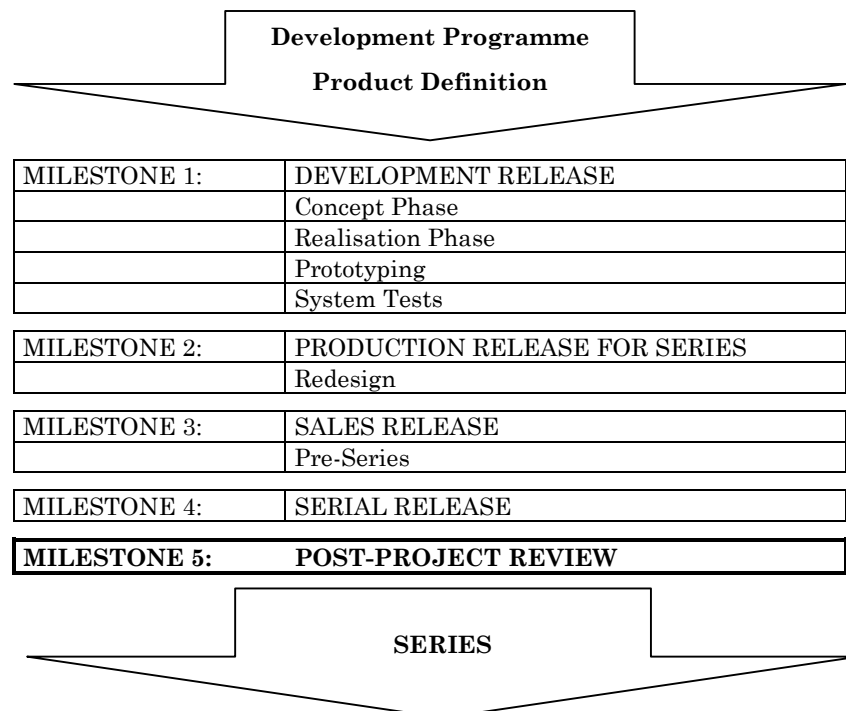 Development Programme
Product Definition
MILESTONE 1: DEVELOPMENT RELEASE
Concept Phase
Realisation Phase
Prototyping
System Tests
MILESTONE 2: PRODUCTION RELEASE FOR SERIES
Redesign
MILESTONE 3: SALES RELEASE
Pre-Series
MILESTONE 4: SERIAL RELEASE
MILESTONE 5: POST-PROJECT REVIEW
SERIES